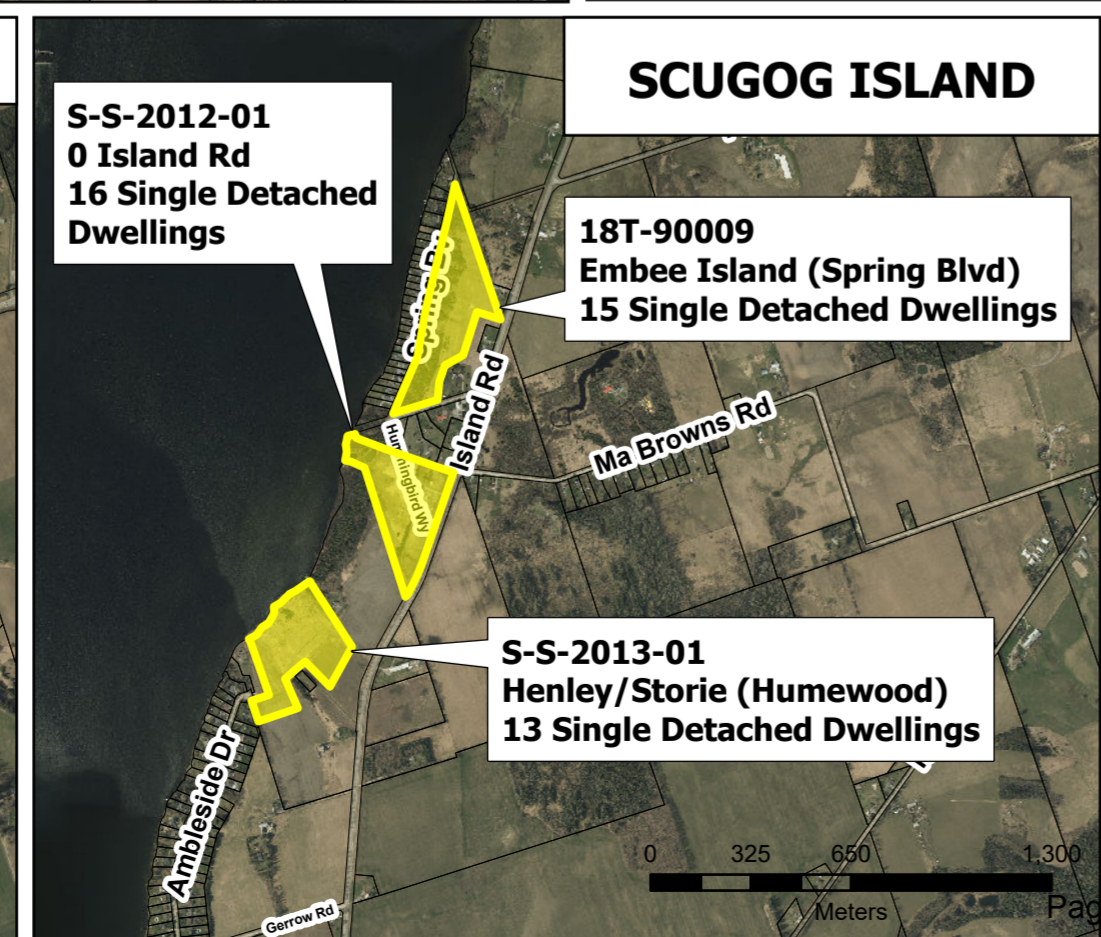 SCUGOG ISLAND
S-S-2012-01
0 Island Rd
16 Single Detached
Dwellings
18T-90009
Embee Island (Spring Blvd)
15 Single Detached Dwellings
Island Rd
Ma Browns Rd
Hummingbird Wy
S-S-2013-01
Henley/Storie (Humewood)
13 Single Detached Dwellings
Ambleside Dr
Gerrow Rd
0 325 650 1,300
Meters